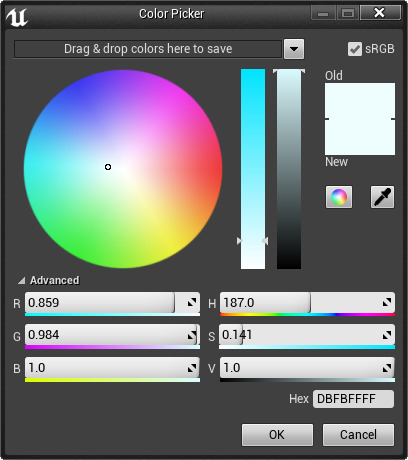 Color Picker
Drag & drop colors here to save
sRGB
Old
New
Advanced
R 0.859 H 187.0
G 0.984 S 0.141
B 1.0 V 1.0
Hex DBFBFFFF
OK Cancel